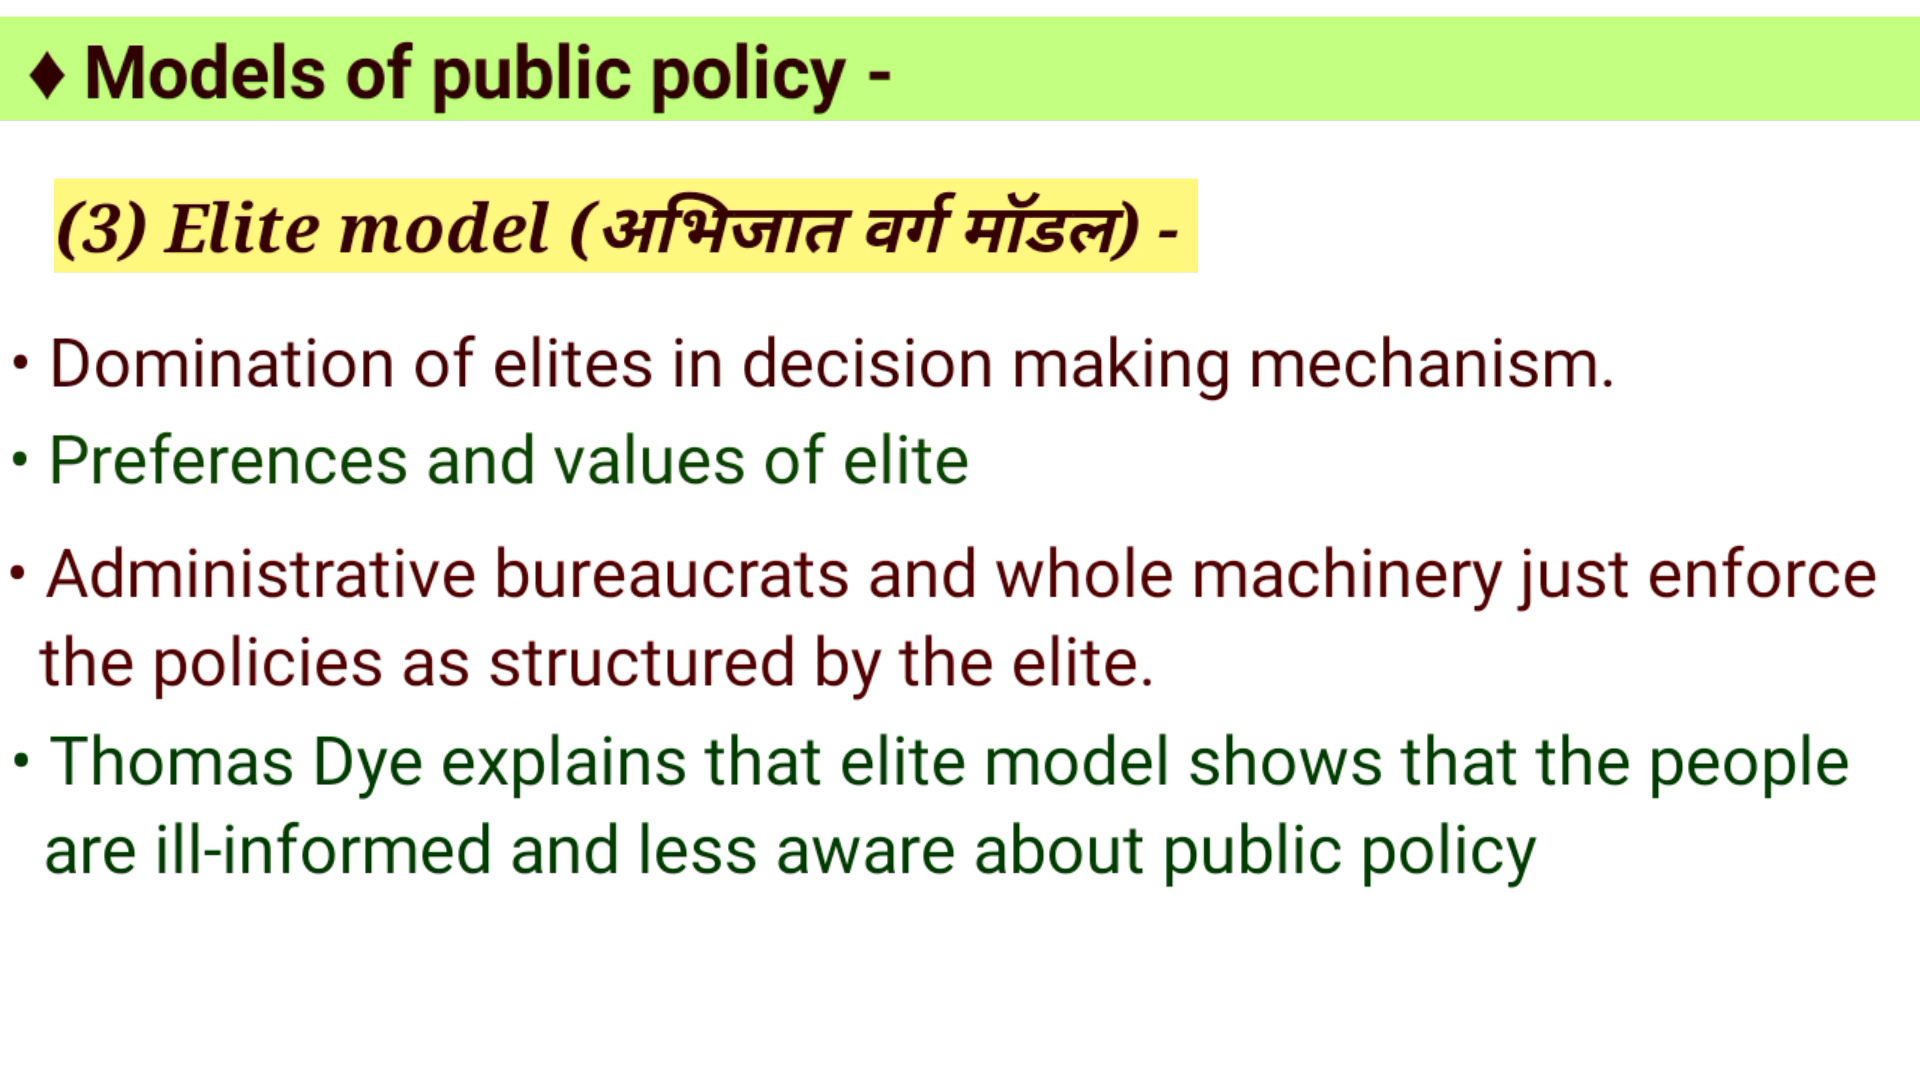 ♦ Models of public policy -
(3) Elite model (अभिजात वर्ग मॉडल) -
• Domination of elites in decision making mechanism.
• Preferences and values of elite
• Administrative bureaucrats and whole machinery just enforce
the policies as structured by the elite.
• Thomas Dye explains that elite model shows that the people
are ill-informed and less aware about public policy